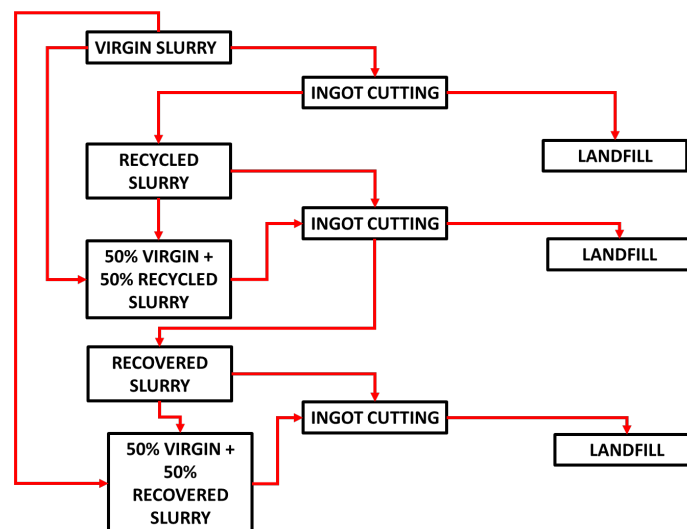 VIRGIN SLURRY
INGOT CUTTING
LANDFILL
RECYCLED
SLURRY
INGOT CUTTING
LANDFILL
50% VIRGIN +
50% RECYCLED
SLURRY
RECOVERED
SLURRY
INGOT CUTTING
LANDFILL
50% VIRGIN +
50%
RECOVERED
SLURRY